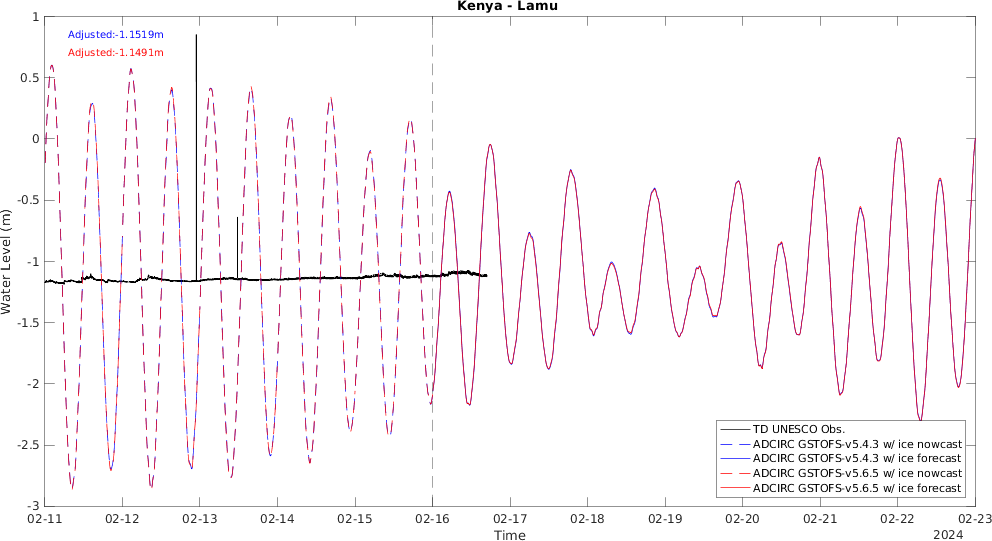 Kenya - Lamu
Adjusted:-1.1519m
Adjusted:-1.1491m
Water Level (m)
1
0.5
0
-0.5
-1
-1.5
-2
-2.5
-3
02-11 02-12 02-13 02-14 02-15 02-16 02-17 02-18 02-19 02-20 02-21 02-22 02-23
Time
2024
TD UNESCO Obs.
ADCIRC GSTOFS-v5.4.3 w/ ice nowcast
ADCIRC GSTOFS-v5.4.3 w/ ice forecast
ADCIRC GSTOFS-v5.6.5 w/ ice nowcast
ADCIRC GSTOFS-v5.6.5 w/ ice forecast